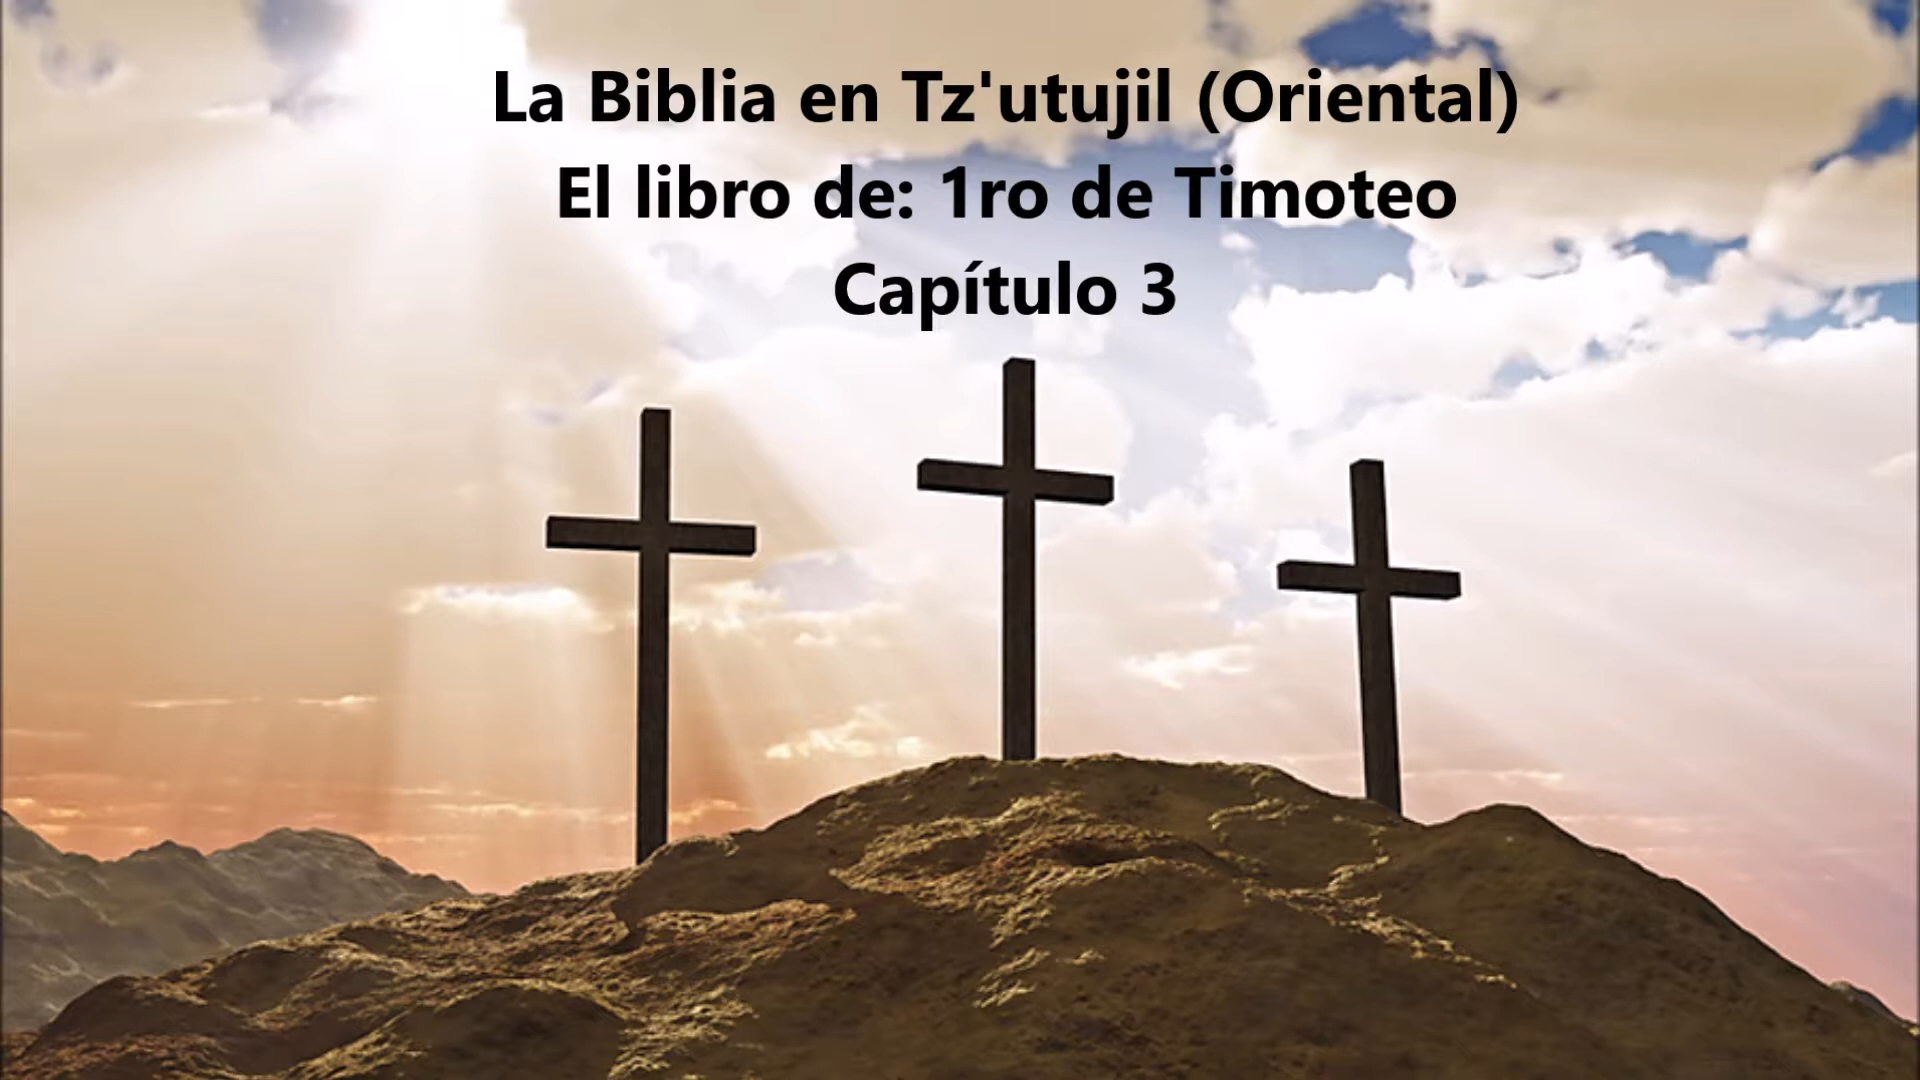 La Biblia en Tz'utujil (Oriental)
El libro de: 1ro de Timoteo
Capítulo 3